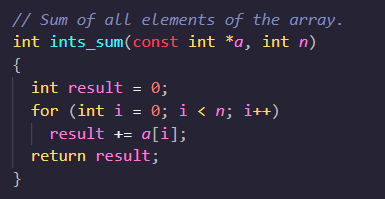 // Sum of all elements of the array.
int ints_sum(const int *a, int n)
{
  int result = 0;
  for (int i = 0; i < n; i++)
    result += a[i];
  return result;
}